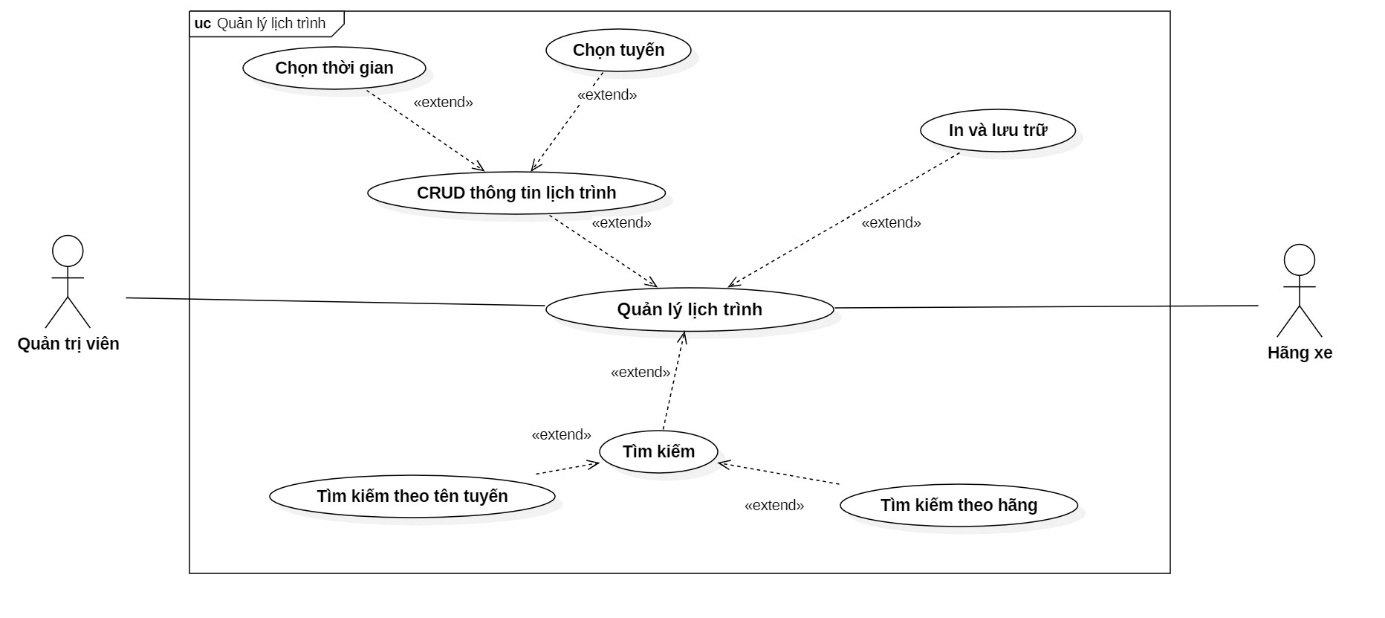 uc Quản lý lịch trình
Chọn thời gian
Chọn tuyến
«extend»
«extend»
In và lưu trữ
CRUD thông tin lịch trình
«extend»
«extend»
Quản lý lịch trình
Quản trị viên
Hãng xe
«extend»
«extend»
Tìm kiếm
Tìm kiếm theo tên tuyến
«extend»
Tìm kiếm theo hãng